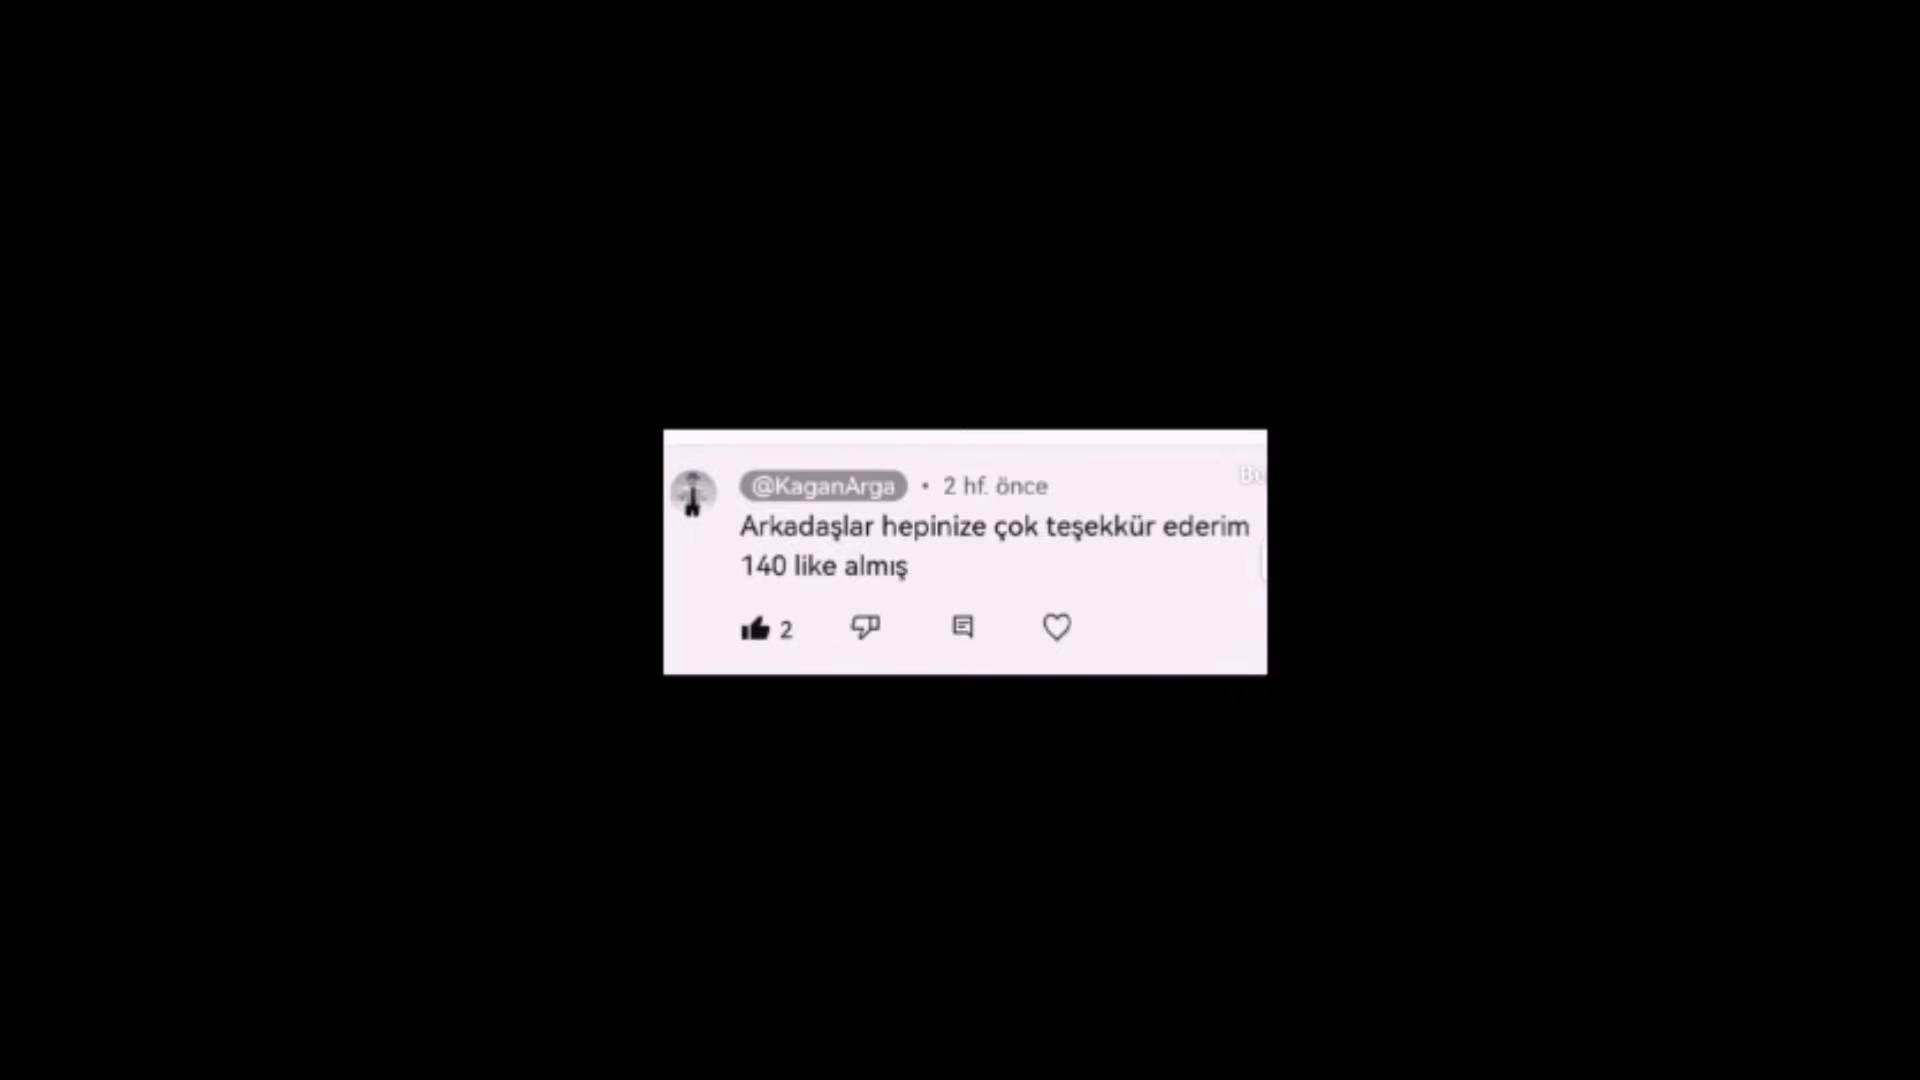 @KaganArga • 2 hf. önce
Arkadaşlar hepinize çok teşekkür ederim
140 like almış
2